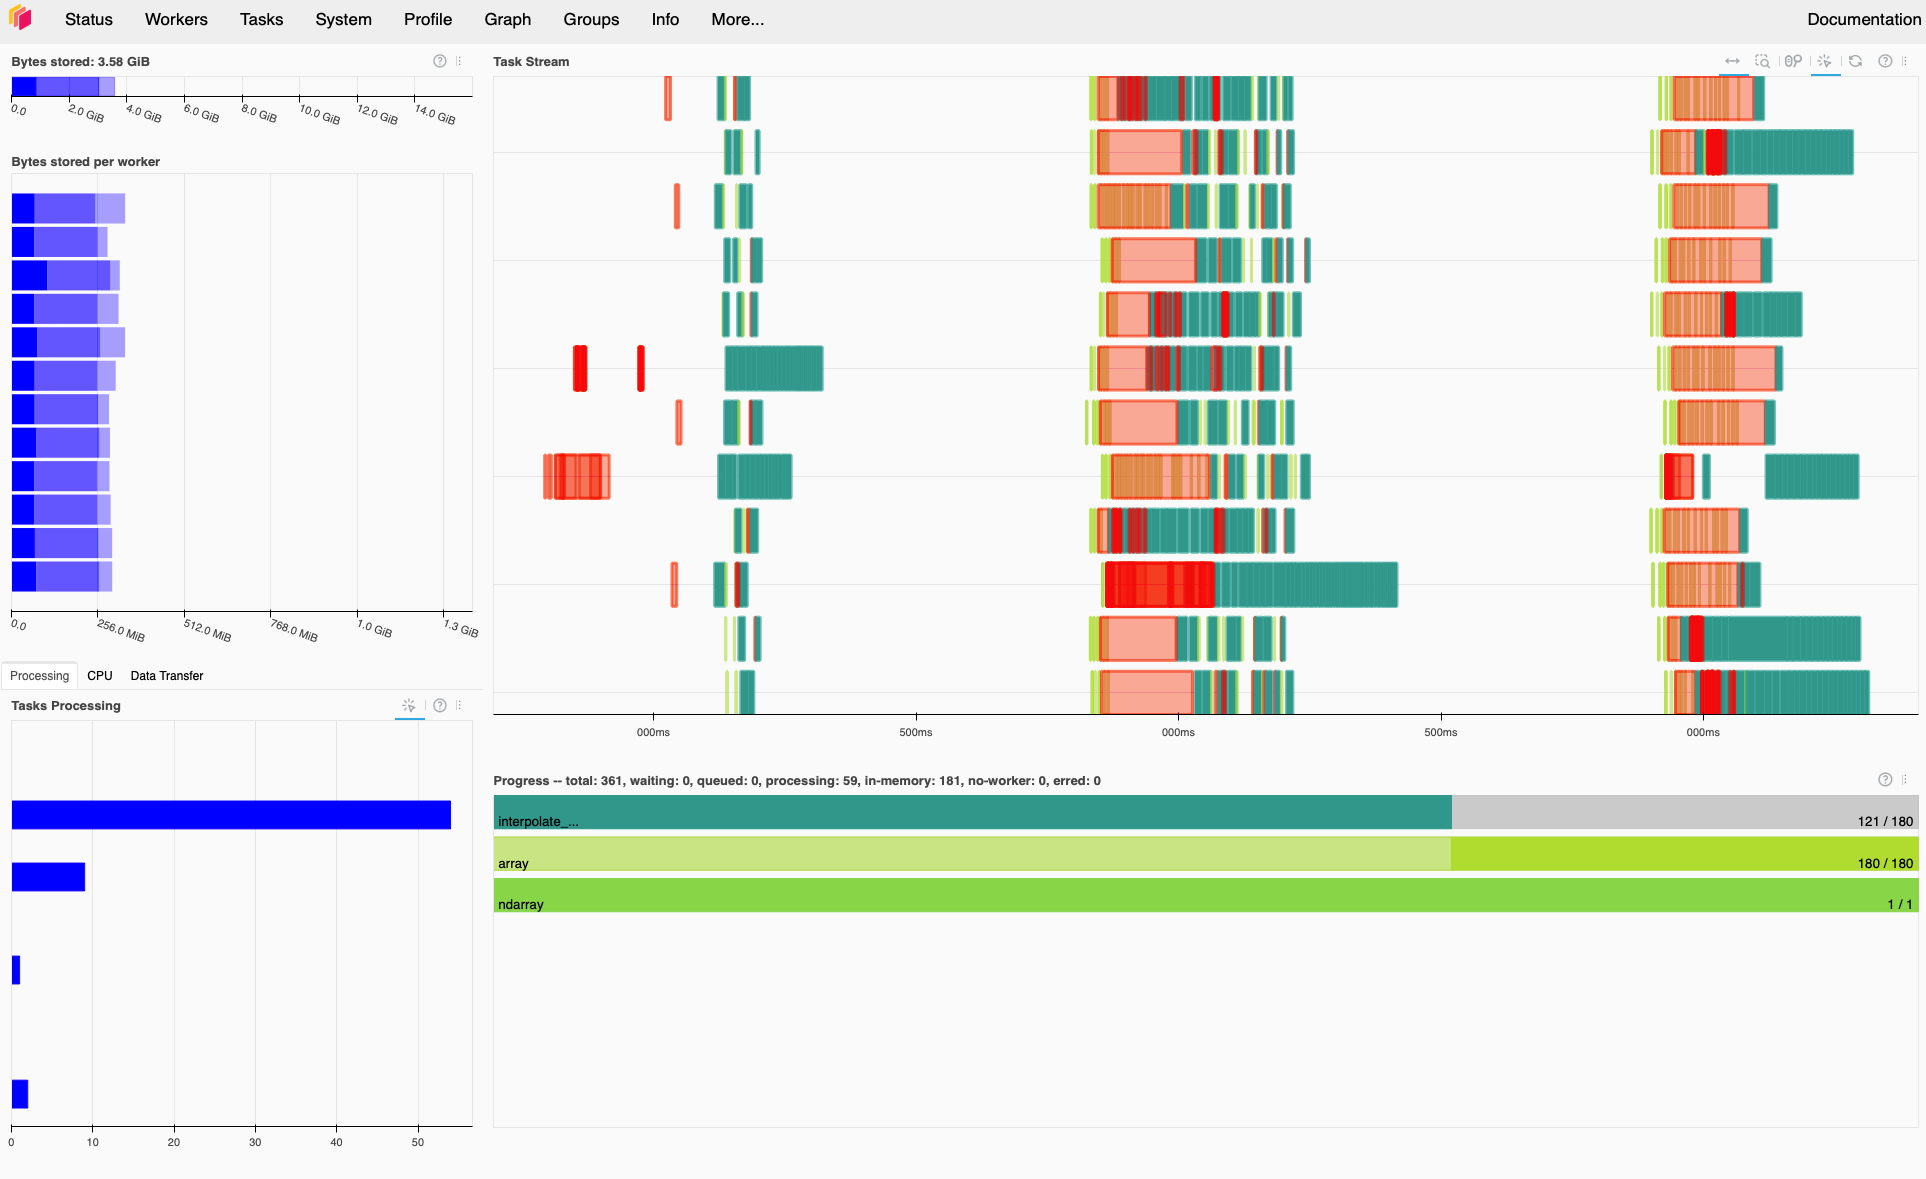 Status Workers Tasks System Profile Graph Groups Info More... Documentation
Bytes stored: 3.58 GiB
0.0 2.0 GiB 4.0 GiB 6.0 GiB 8.0 GiB 10.0 GiB 12.0 GiB 14.0 GiB
Bytes stored per worker
0.0 256.0 MiB 512.0 MiB 768.0 MiB 1.0 GiB 1.3 GiB
Processing CPU Data Transfer
Tasks Processing
0 10 20 30 40 50
Task Stream
000ms 500ms 000ms 500ms 000ms
Progress -- total: 361, waiting: 0, queued: 0, processing: 59, in-memory: 181, no-worker: 0, erred: 0
interpolate_... 121 / 180
array 180 / 180
ndarray 1 / 1